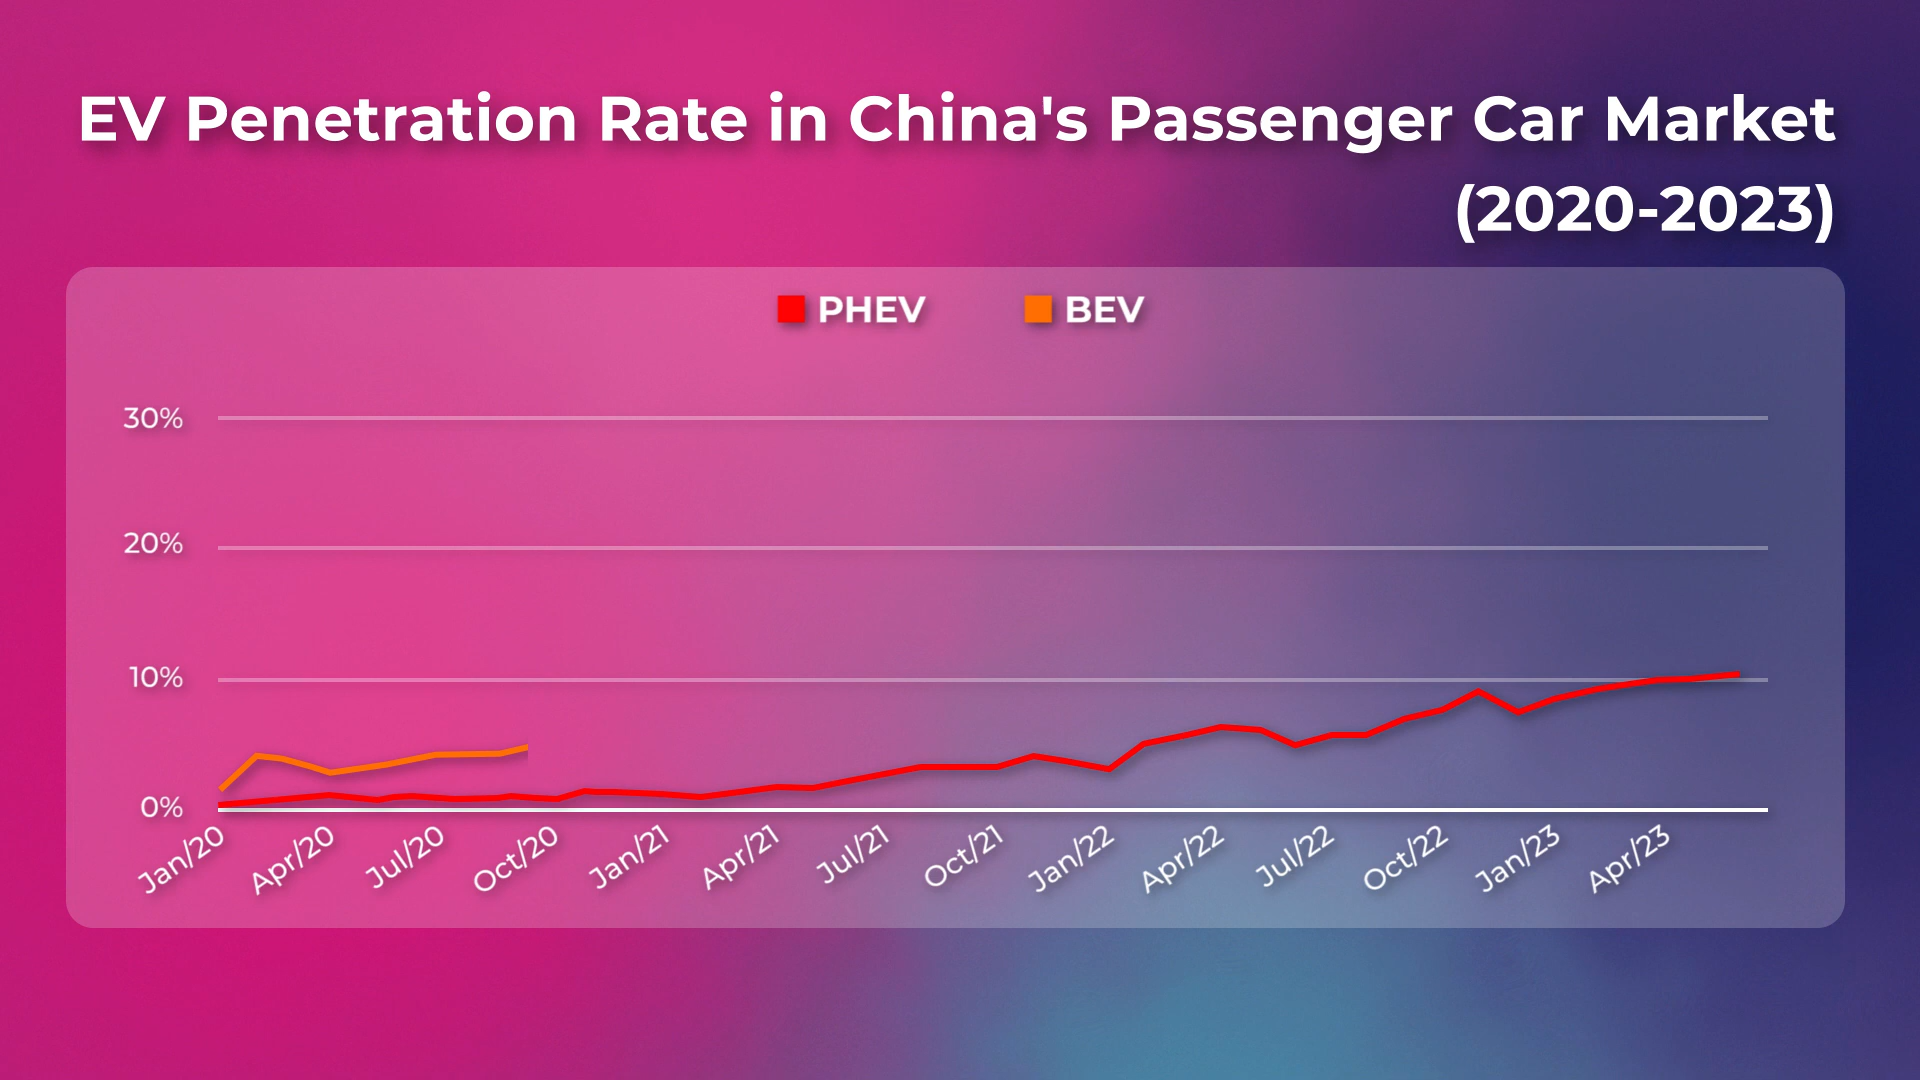 EV Penetration Rate in China's Passenger Car Market
(2020-2023)
PHEV BEV
30%
20%
10%
0%
Jan/20 Apr/20 Jul/20 Oct/20 Jan/21 Apr/21 Jul/21 Oct/21 Jan/22 Apr/22 Jul/22 Oct/22 Jan/23 Apr/23